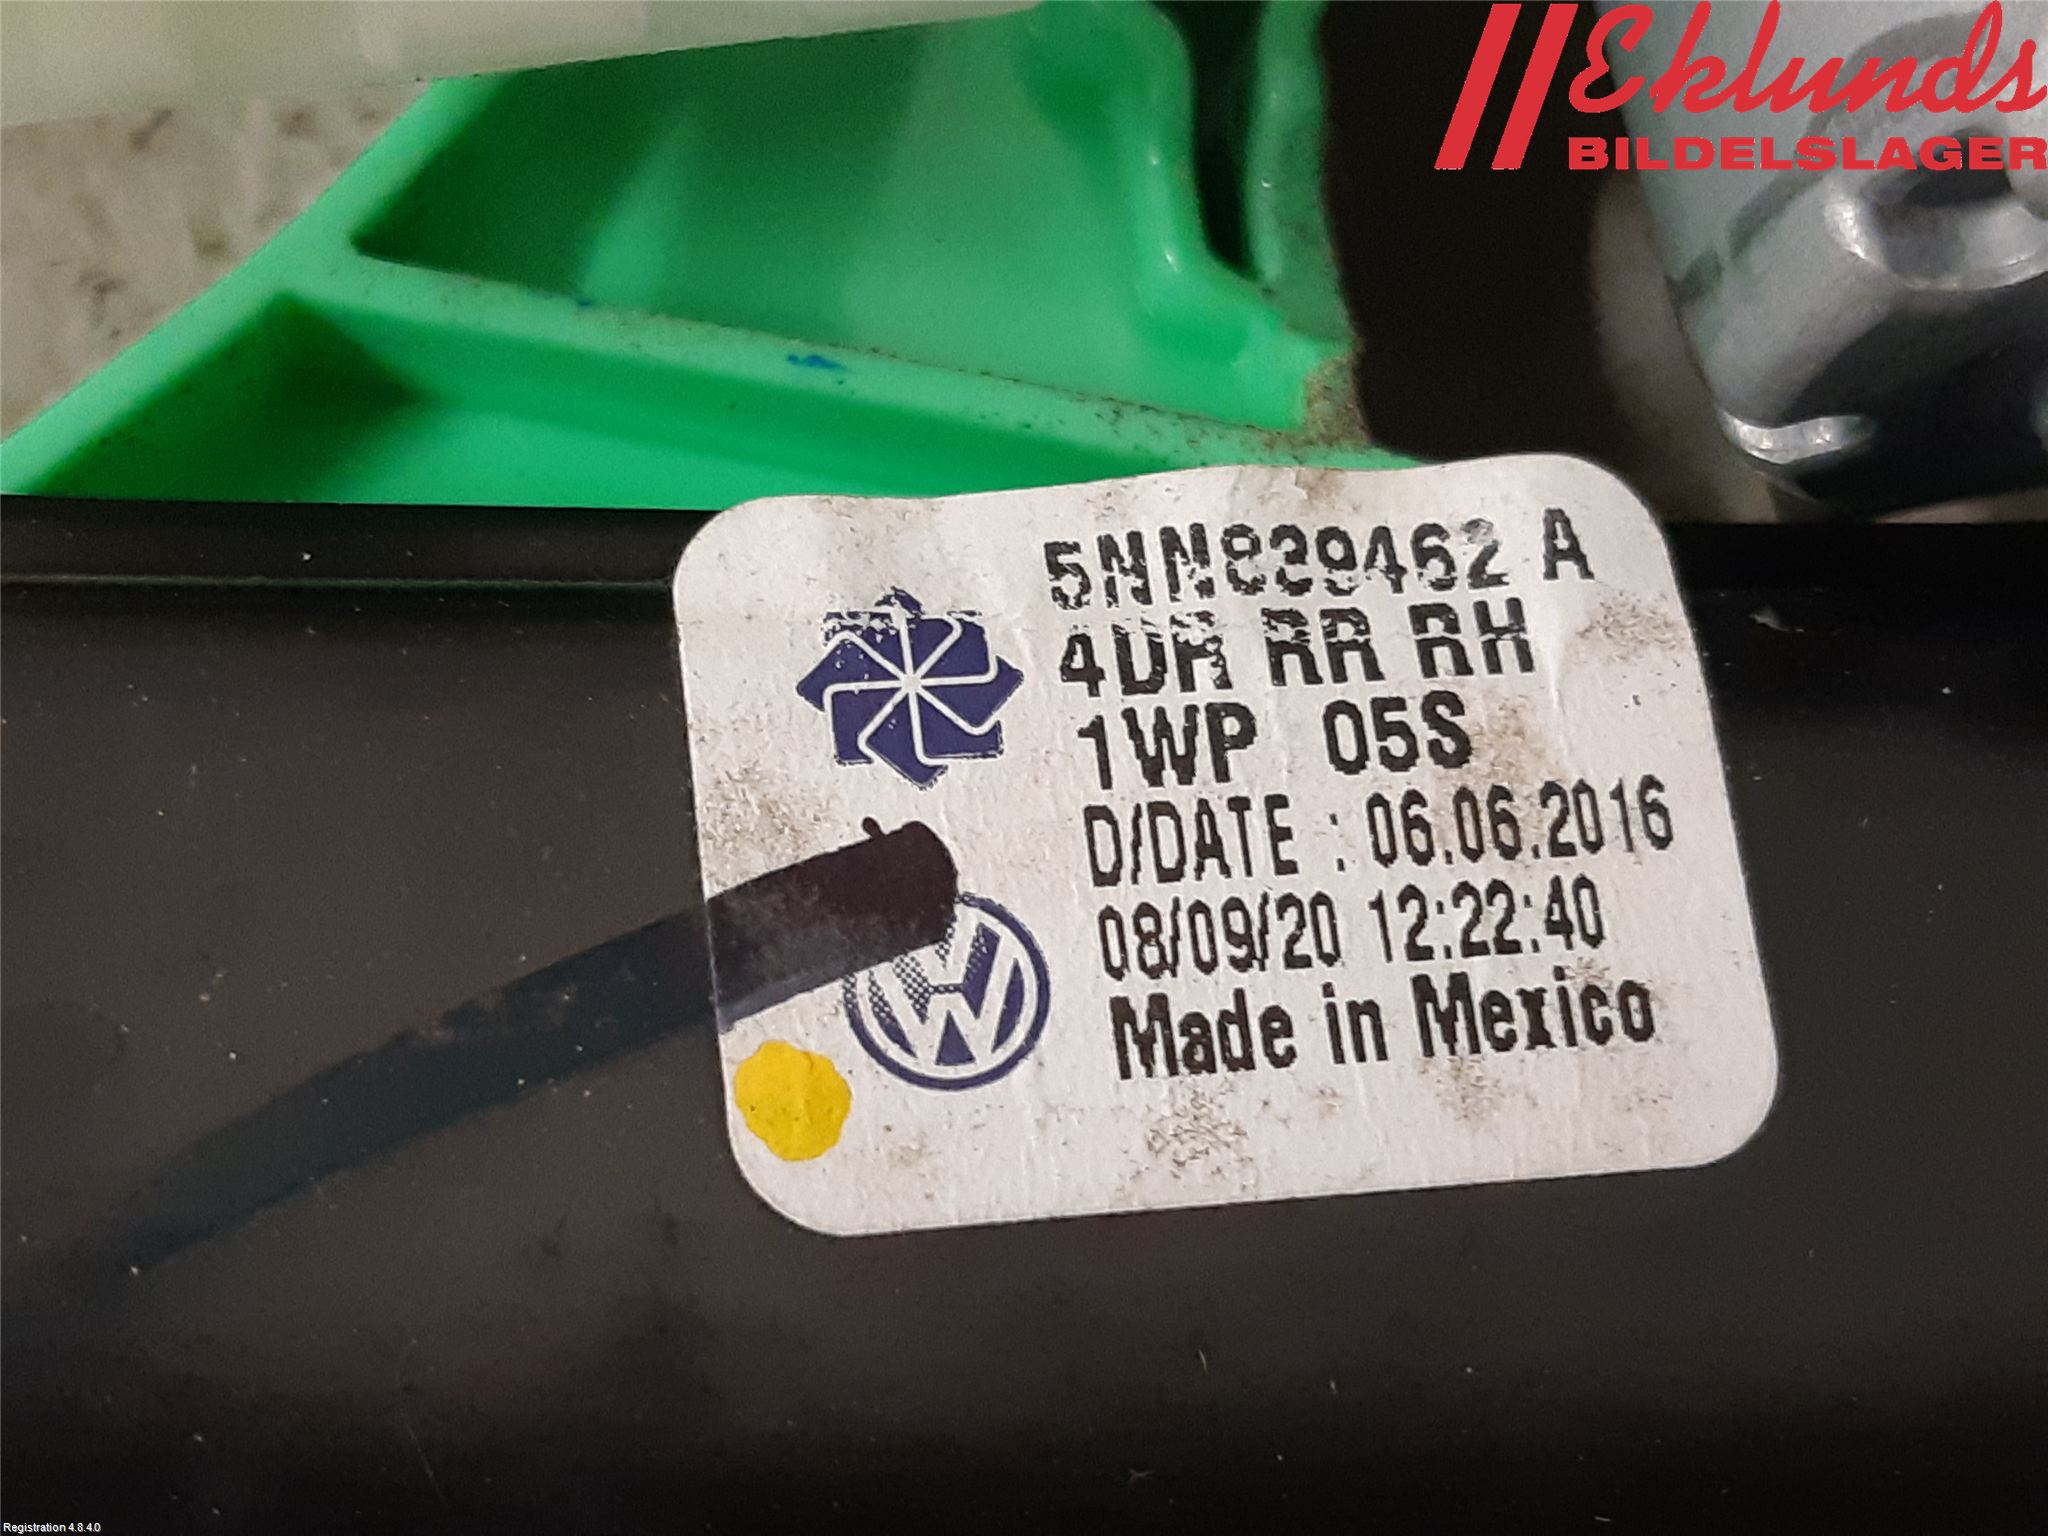 Eklunds
BILDELSLAGER
5NN839462 A
4DR RR RH
1WP 05S
D/DATE : 06.06.2016
08/09/20 12:22:40
Made in Mexico
Registration 4.8.4.0